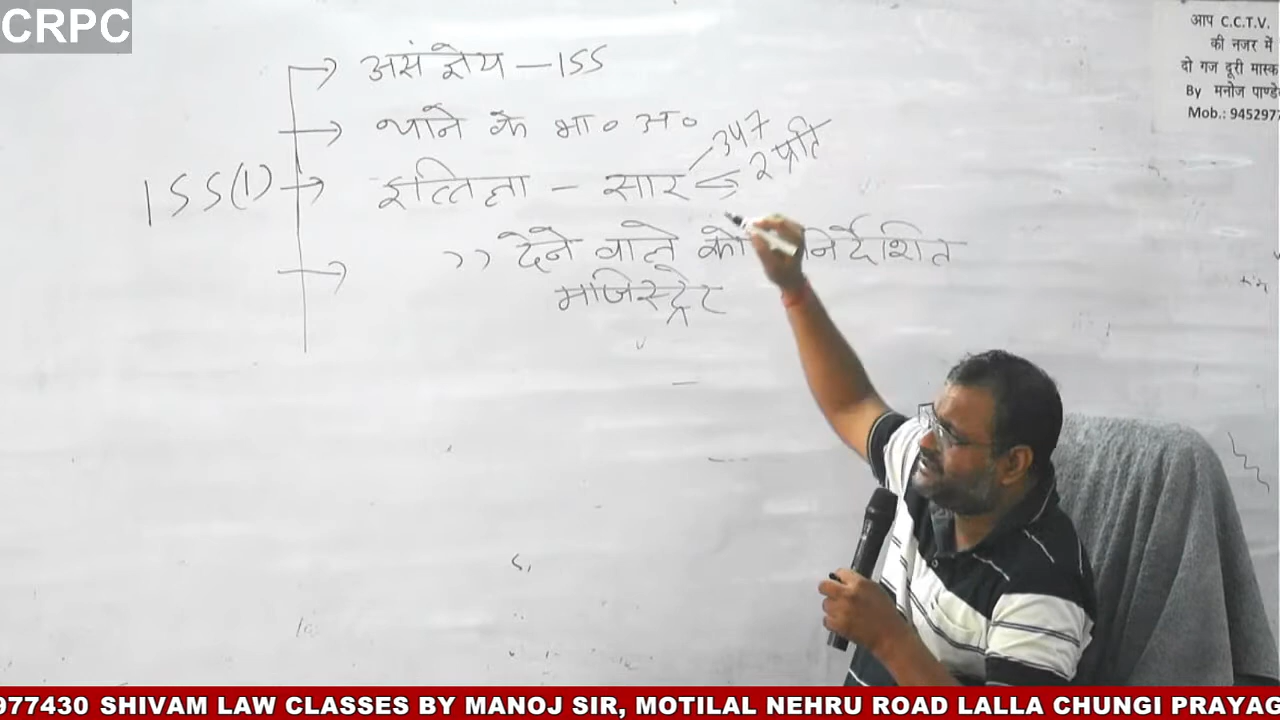 CRPC
आप C.C.T.V.
की नजर में
दो गज दूरी मास्क
By मनोज पाण्डे
Mob.: 9452977
असंज्ञेय – 155
थाने के भा० अ०
347
2 प्रति
155(1) इत्तिला – सार
,, देने वाले को निर्देशित
मजिस्ट्रेट
977430 SHIVAM LAW CLASSES BY MANOJ SIR, MOTILAL NEHRU ROAD LALLA CHUNGI PRAYAG